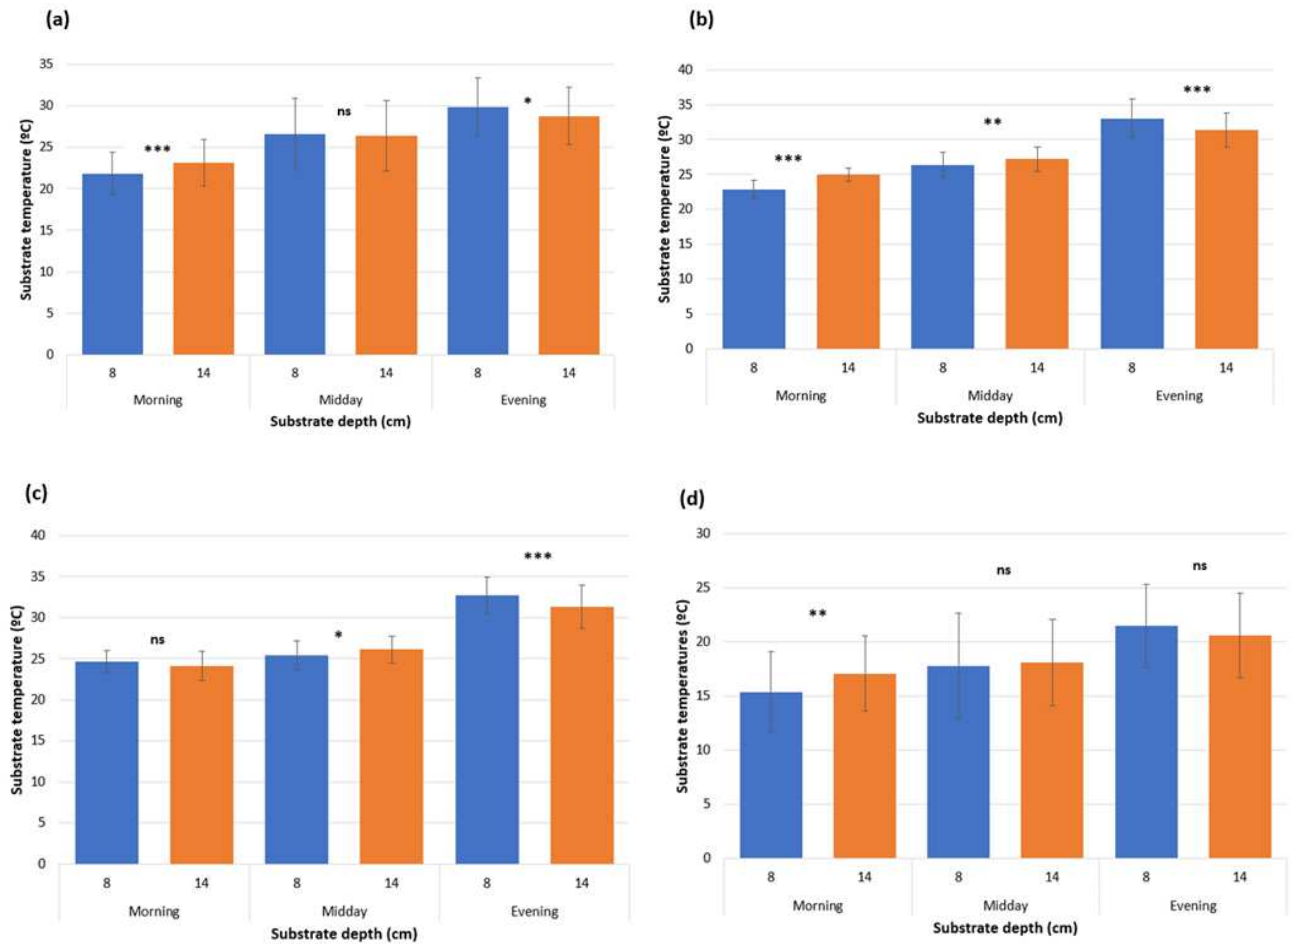 (a)
35
30
25
20
15
10
5
0
Substrate temperature (ºC)
***
ns
*
8 14 8 14 8 14
Morning Midday Evening
Substrate depth (cm)
(b)
40
35
30
25
20
15
10
5
0
Substrate temperature (ºC)
***
**
***
8 14 8 14 8 14
Morning Midday Evening
Substrate depth (cm)
(c)
40
35
30
25
20
15
10
5
0
Substrate temperature (ºC)
ns
*
***
8 14 8 14 8 14
Morning Midday Evening
Substrate depth (cm)
(d)
30
25
20
15
10
5
0
Substrate temperatures (ºC)
**
ns
ns
8 14 8 14 8 14
Morning Midday Evening
Substrate depth (cm)